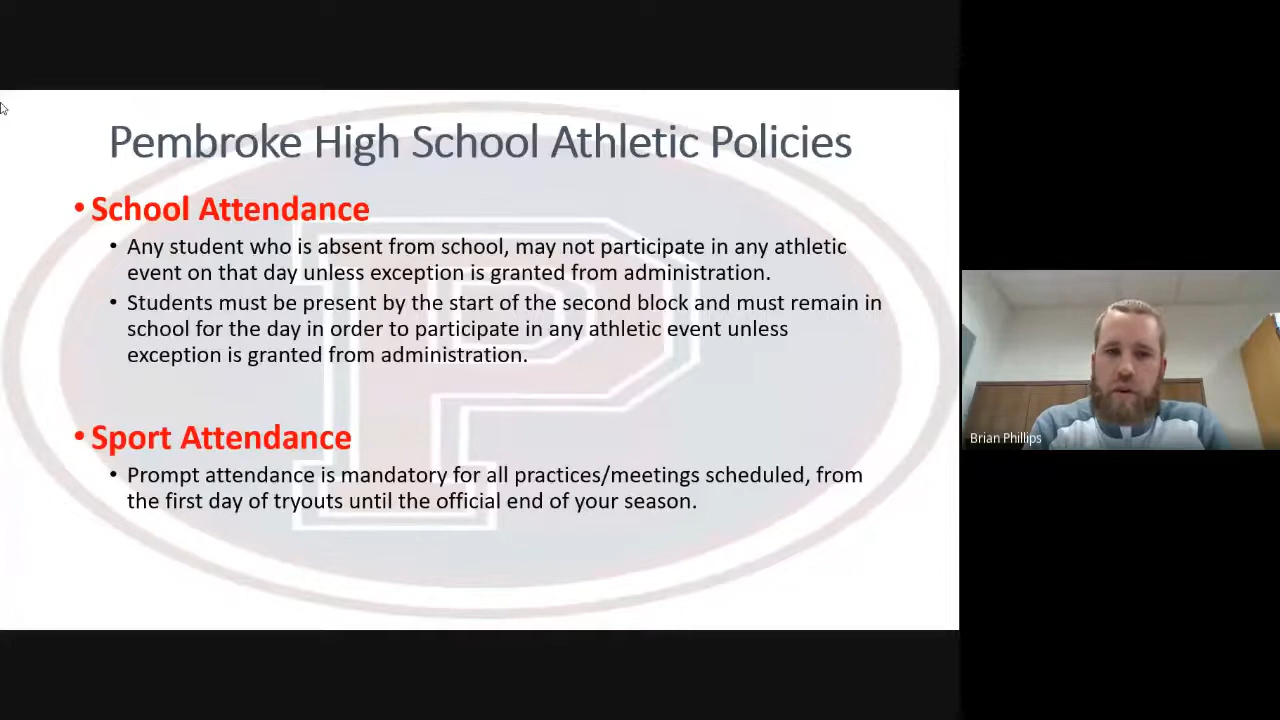 Pembroke High School Athletic Policies
• School Attendance
• Any student who is absent from school, may not participate in any athletic
event on that day unless exception is granted from administration.
• Students must be present by the start of the second block and must remain in
school for the day in order to participate in any athletic event unless
exception is granted from administration.
• Sport Attendance
• Prompt attendance is mandatory for all practices/meetings scheduled, from
the first day of tryouts until the official end of your season.
P
Brian Phillips